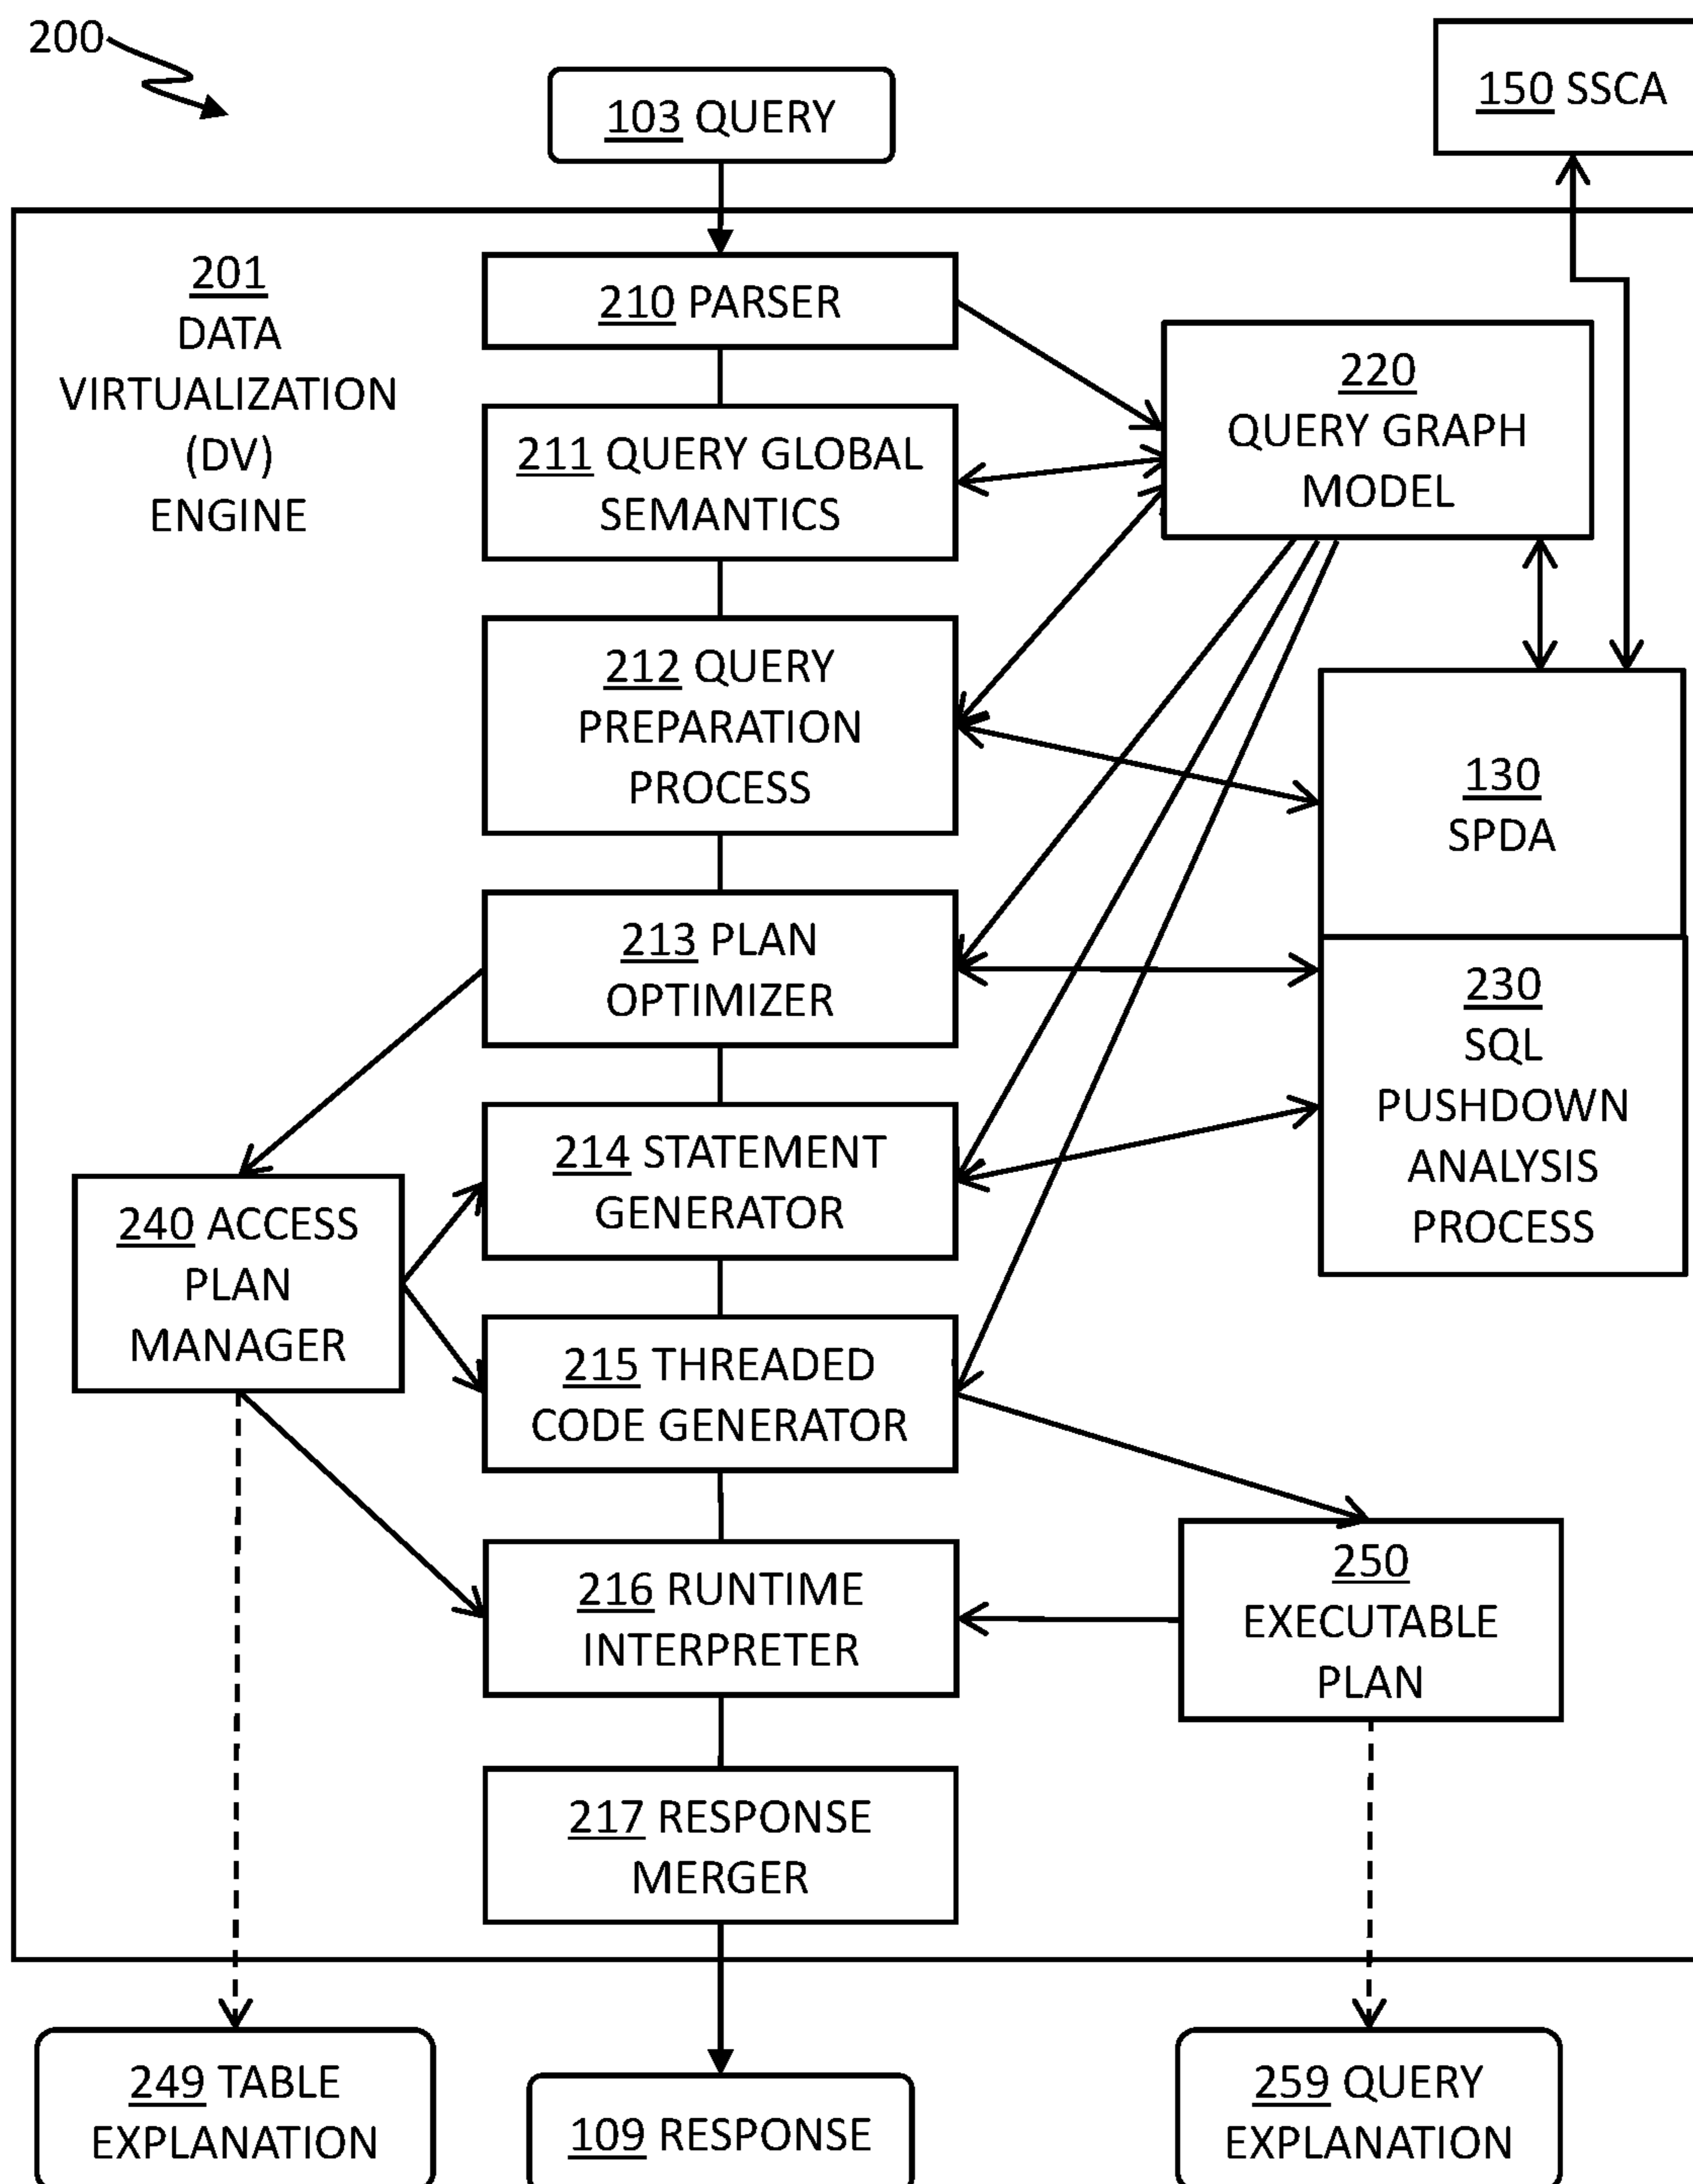 200
103 QUERY
150 SSCA
201
DATA
VIRTUALIZATION
(DV)
ENGINE
210 PARSER
220
QUERY GRAPH
MODEL
211 QUERY GLOBAL
SEMANTICS
212 QUERY
PREPARATION
PROCESS
130
SPDA
213 PLAN
OPTIMIZER
230
SQL
PUSHDOWN
ANALYSIS
PROCESS
214 STATEMENT
GENERATOR
240 ACCESS
PLAN
MANAGER
215 THREADED
CODE GENERATOR
216 RUNTIME
INTERPRETER
250
EXECUTABLE
PLAN
217 RESPONSE
MERGER
249 TABLE
EXPLANATION
109 RESPONSE
259 QUERY
EXPLANATION